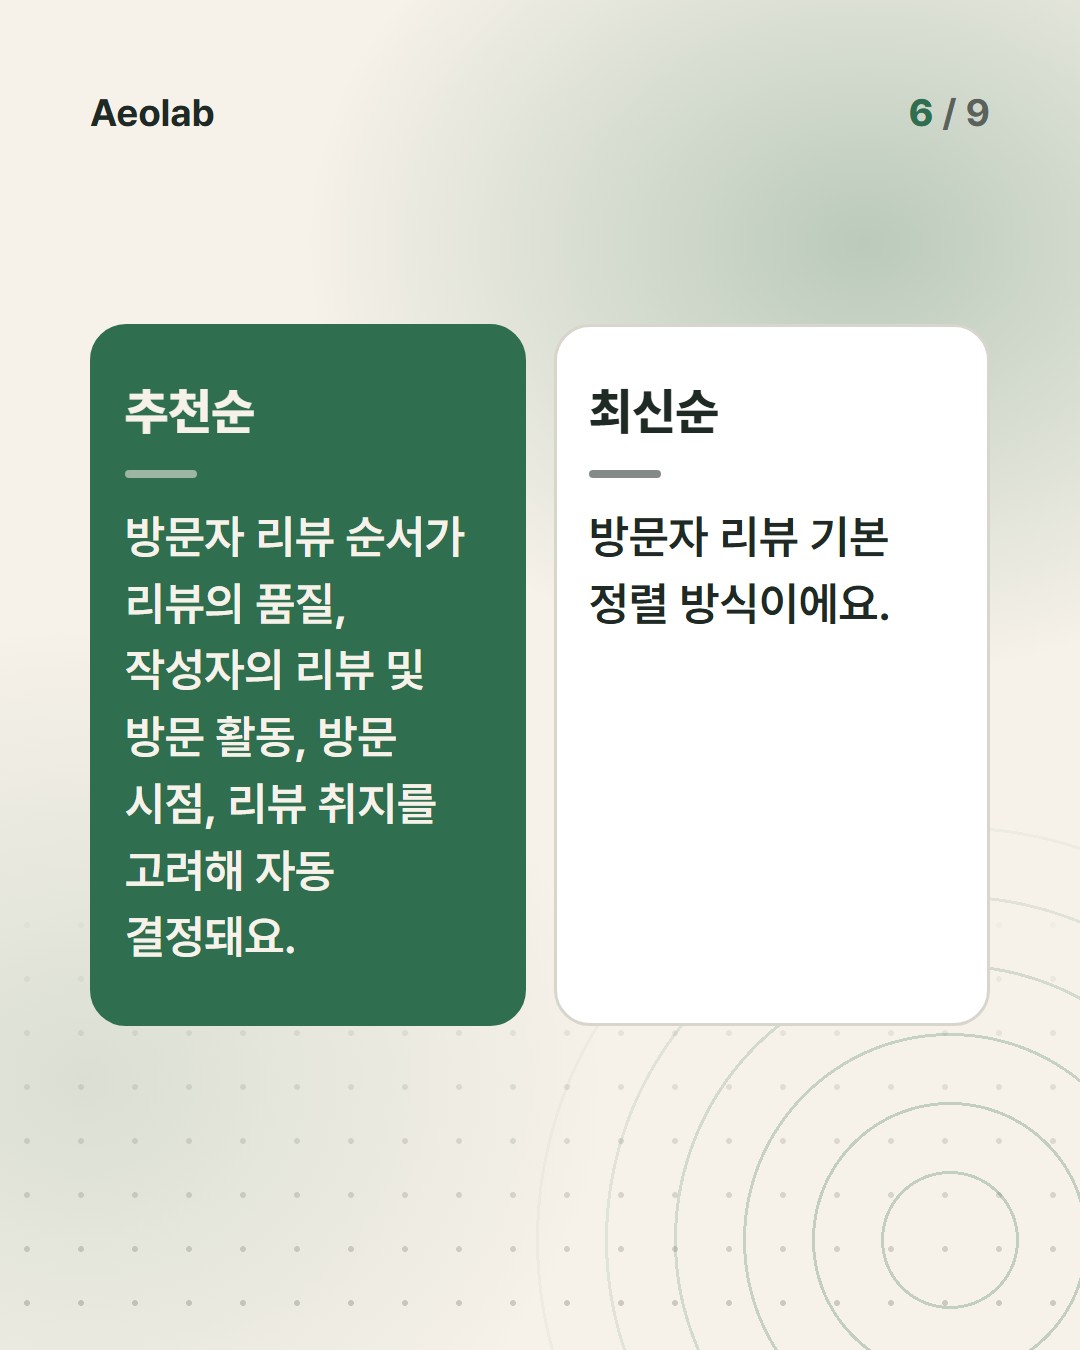 Aeolab
6 / 9
추천순
방문자 리뷰 순서가
리뷰의 품질,
작성자의 리뷰 및
방문 활동, 방문
시점, 리뷰 취지를
고려해 자동
결정돼요.
최신순
방문자 리뷰 기본
정렬 방식이에요.